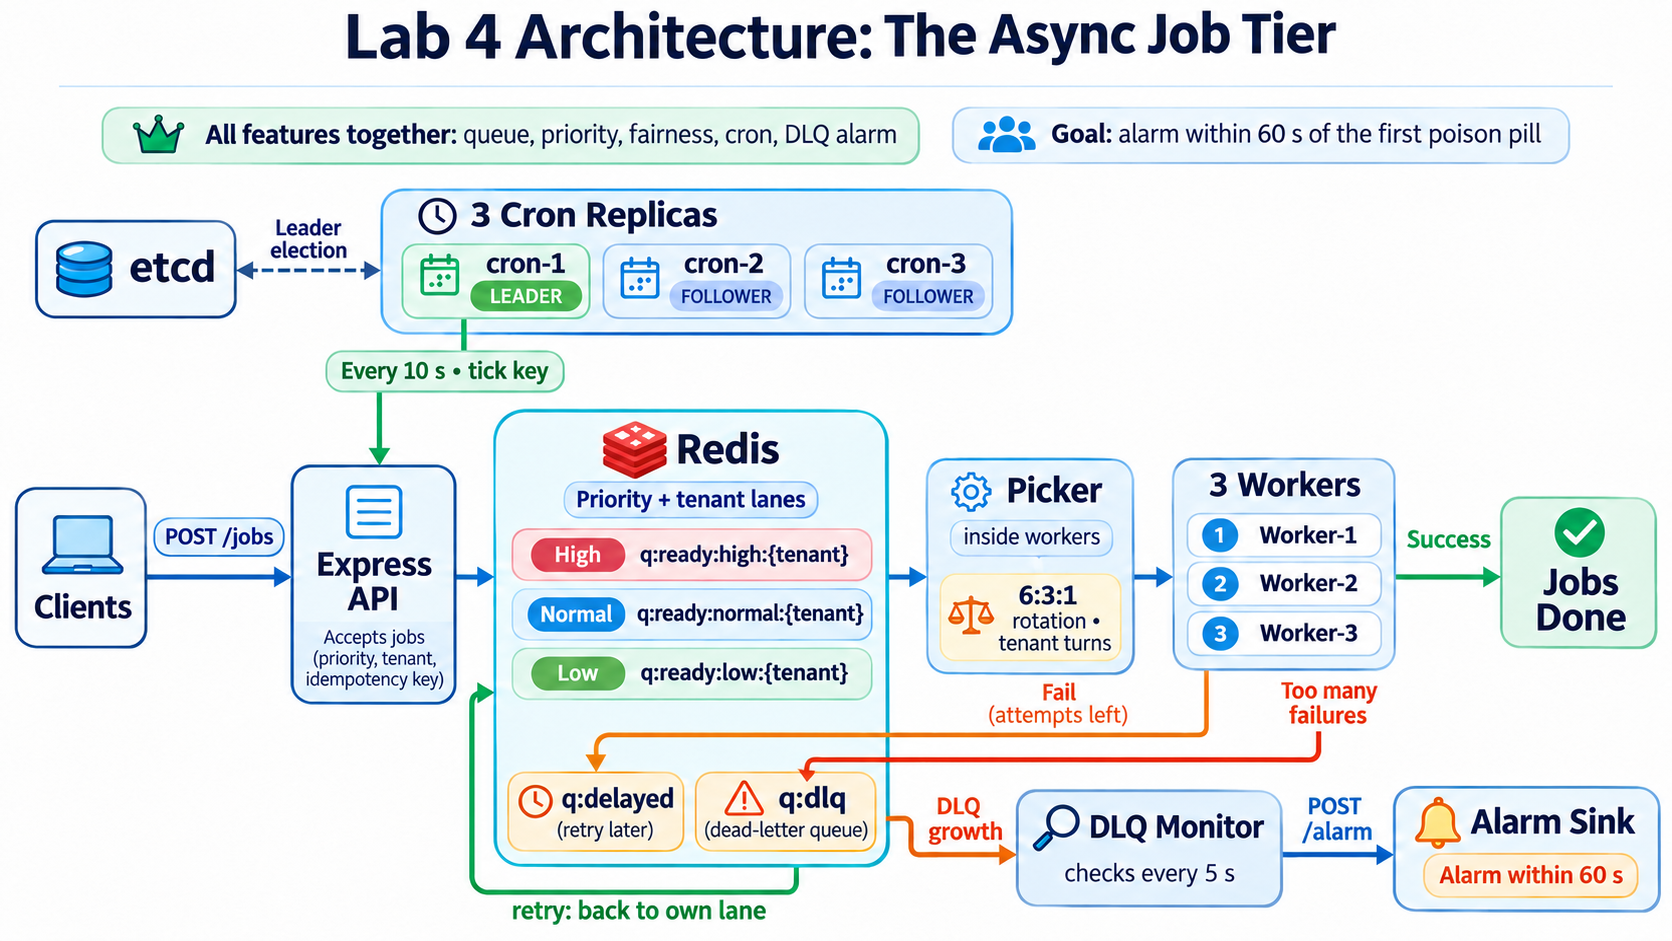 Lab 4 Architecture: The Async Job Tier
All features together: queue, priority, fairness, cron, DLQ alarm
Goal: alarm within 60 s of the first poison pill
etcd
Leader
election
3 Cron Replicas
cron-1
LEADER
cron-2
FOLLOWER
cron-3
FOLLOWER
Every 10 s • tick key
Clients
POST /jobs
Express
API
Accepts jobs
(priority, tenant,
idempotency key)
Redis
Priority + tenant lanes
High q:ready:high:{tenant}
Normal q:ready:normal:{tenant}
Low q:ready:low:{tenant}
q:delayed
(retry later)
q:dlq
(dead-letter queue)
retry: back to own lane
Picker
inside workers
6:3:1
rotation •
tenant turns
3 Workers
1 Worker-1
2 Worker-2
3 Worker-3
Success
Jobs
Done
Fail
(attempts left)
Too many
failures
DLQ
growth
DLQ Monitor
checks every 5 s
POST
/alarm
Alarm Sink
Alarm within 60 s